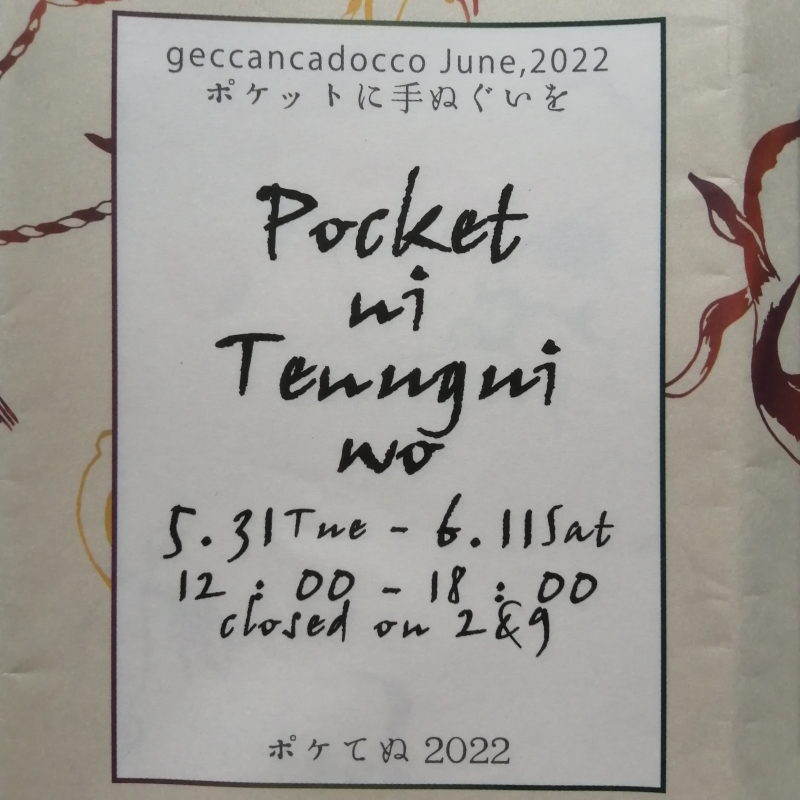 geccancadocco June,2022
ポケットに手ぬぐいを
Pocket
ni
Tenugui
wo
5.31Tue - 6.11Sat
12 : 00 - 18 : 00
closed on 2&9
ポケてぬ 2022